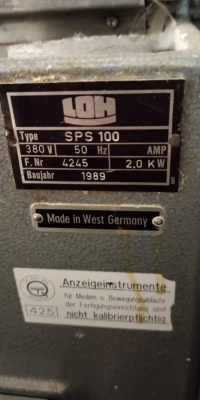 LOH
Type SPS 100
380 V 50 Hz AMP
F. Nr 4245 2,0 KW
Baujahr 1989
Made in West Germany
Anzeigeinstrumente
für Medien u. Bewegungsabläufe
der Fertigungseinrichtung sind
425 nicht kalibrierpflichtig